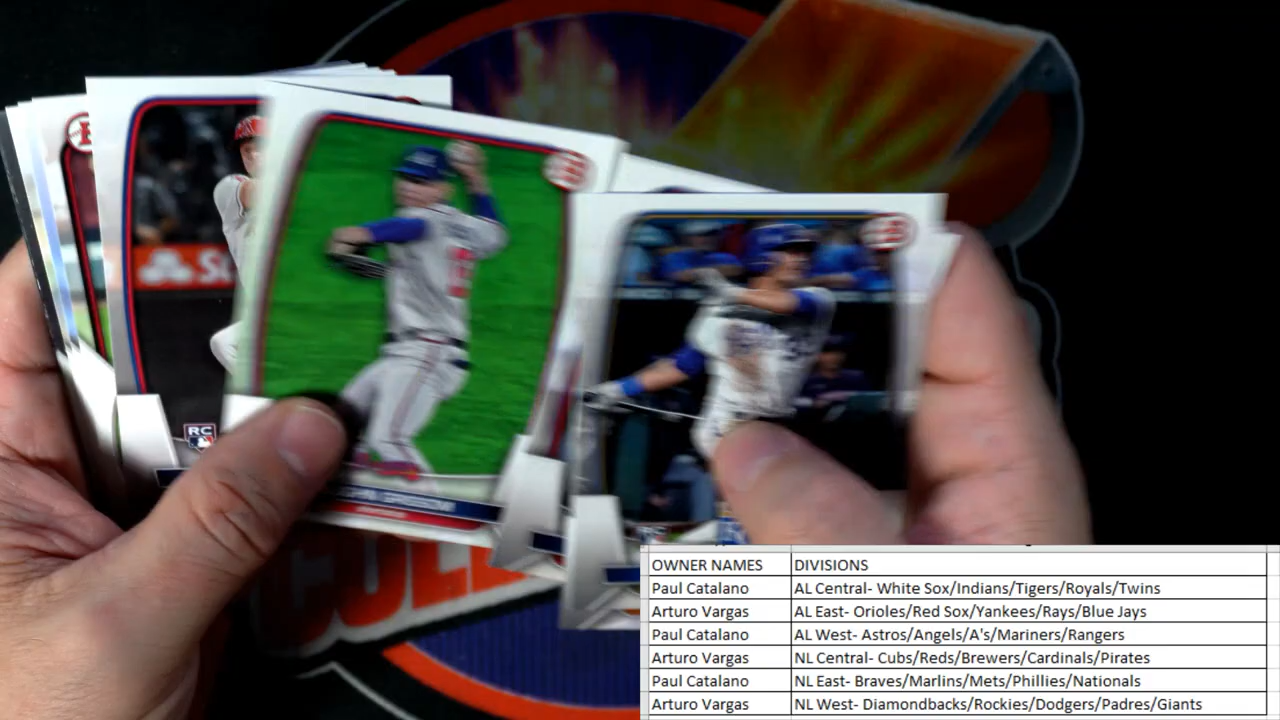 RC
OWNER NAMES DIVISIONS
Paul Catalano AL Central- White Sox/Indians/Tigers/Royals/Twins
Arturo Vargas AL East- Orioles/Red Sox/Yankees/Rays/Blue Jays
Paul Catalano AL West- Astros/Angels/A's/Mariners/Rangers
Arturo Vargas NL Central- Cubs/Reds/Brewers/Cardinals/Pirates
Paul Catalano NL East- Braves/Marlins/Mets/Phillies/Nationals
Arturo Vargas NL West- Diamondbacks/Rockies/Dodgers/Padres/Giants